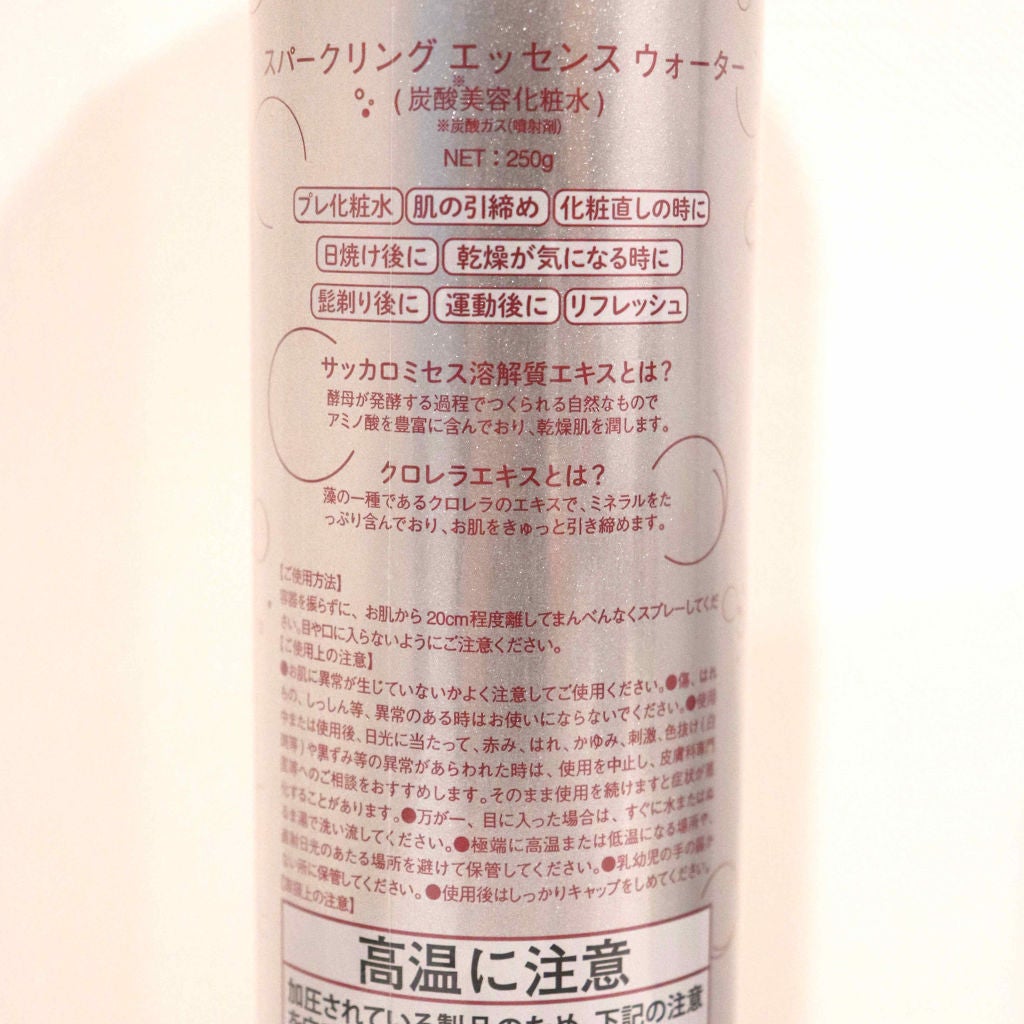 スパークリング エッセンス ウォーター
(炭酸※美容化粧水)
※炭酸ガス(噴射剤)
NET：250g
プレ化粧水 肌の引締め 化粧直しの時に
日焼け後に 乾燥が気になる時に
髭剃り後に 運動後に リフレッシュ
サッカロミセス溶解質エキスとは?
酵母が発酵する過程でつくられる自然なもので
アミノ酸を豊富に含んでおり、乾燥肌を潤します。
クロレラエキスとは?
藻の一種であるクロレラのエキスで、ミネラルをた
っぷり含んでおり、お肌をきゅっと引き締めます。
【ご使用方法】
容器を振らずに、お肌から 20cm程度離してまんべんなくスプレーしてくだ
さい。目や口に入らないようにご注意ください。
【ご使用上の注意】
●お肌に異常が生じていないかよく注意してご使用ください。●傷、はれ
もの、しっしん等、異常のある時はお使いにならないでください。●使用
中または使用後、日光に当たって、赤み、はれ、かゆみ、刺激、色抜け(白
斑等)や黒ずみ等の異常があらわれた時は、使用を中止し、皮膚科専門
医等へのご相談をおすすめします。そのまま使用を続けますと症状が悪
化することがあります。●万が一、目に入った場合は、すぐに水またはぬ
るま湯で洗い流してください。●極端に高温または低温になる場所や、
直射日光のあたる場所を避けて保管してください。●乳幼児の手の届か
ない所に保管してください。●使用後はしっかりキャップをしめてください。
上の注意】
高温に注意
加圧されている製品のため、下記の注意